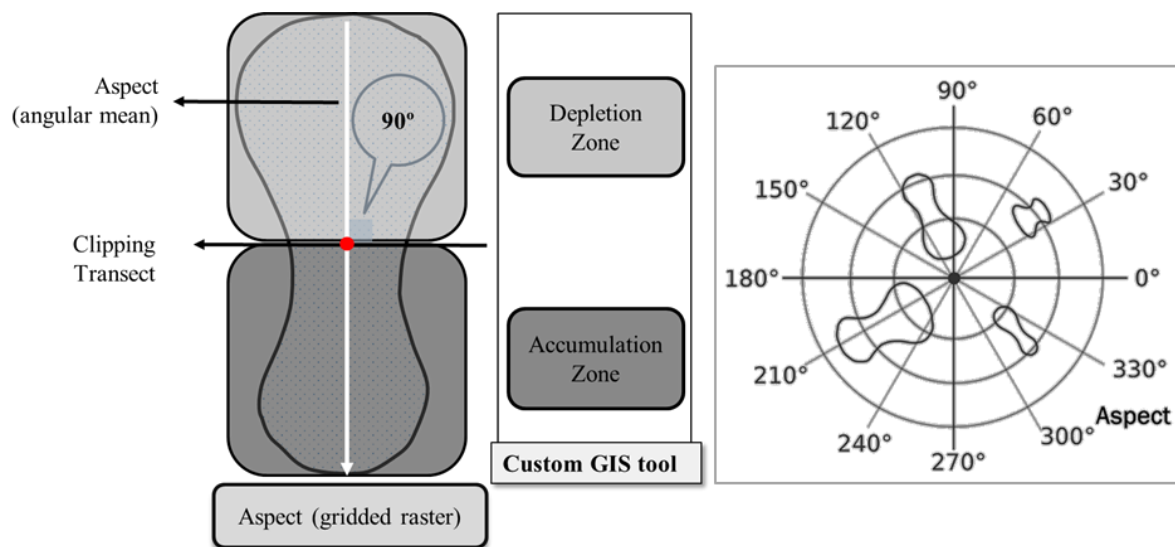 Aspect
(angular mean)
90º
Clipping
Transect
Aspect (gridded raster)
Depletion
Zone
Accumulation
Zone
Custom GIS tool
90°
120°
60°
150°
30°
180°
0°
210°
330°
240°
300°
270°
Aspect